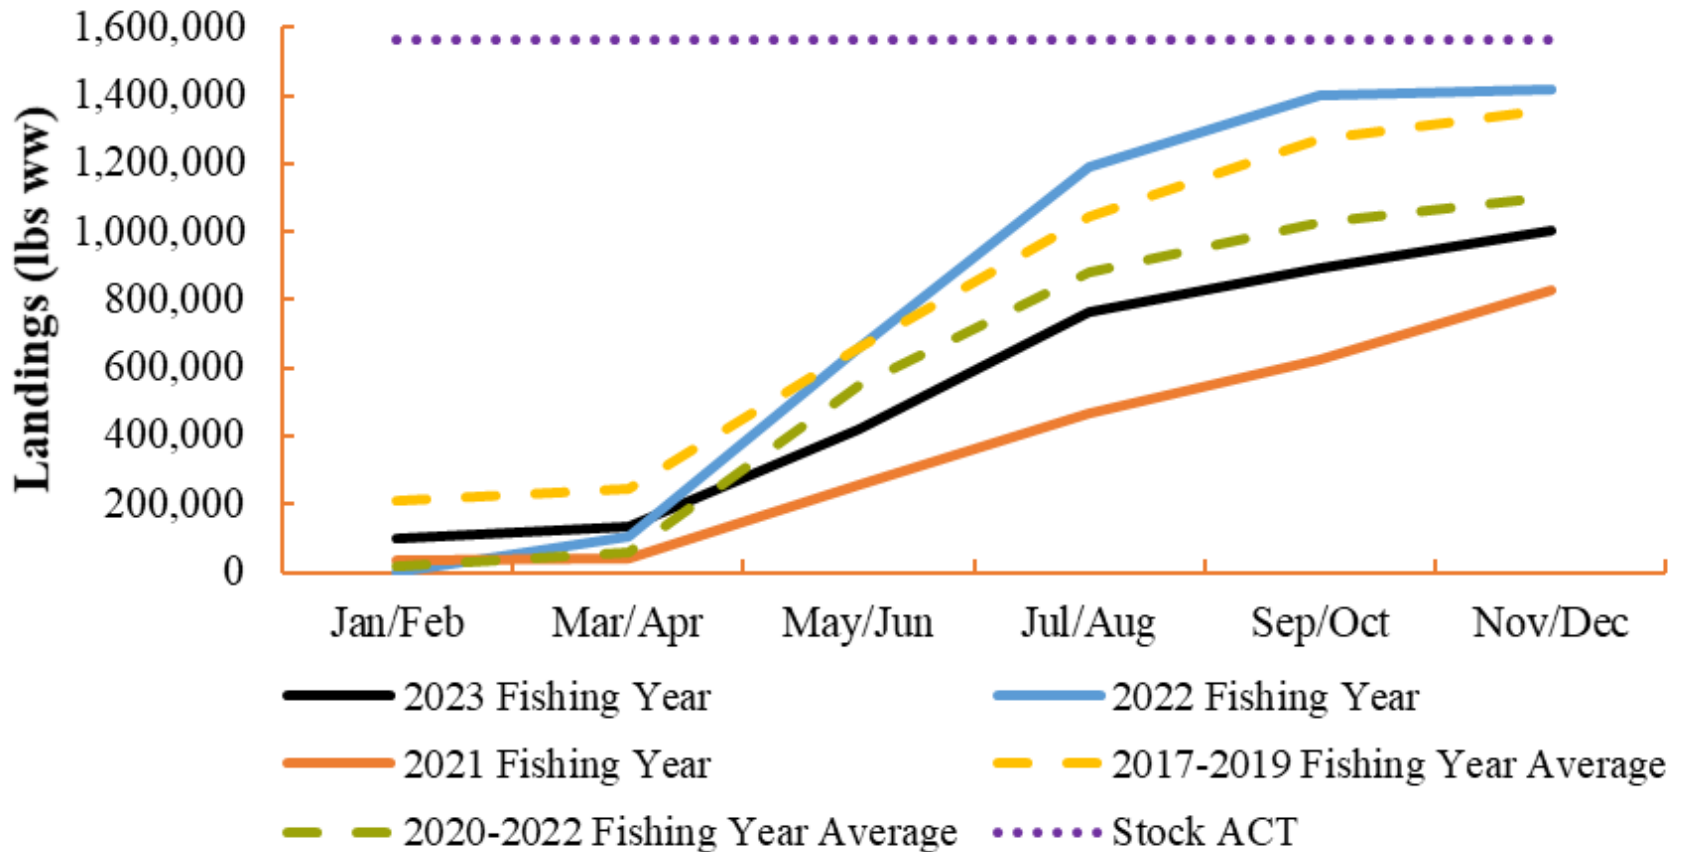 Landings (lbs ww)
1,600,000
1,400,000
1,200,000
1,000,000
800,000
600,000
400,000
200,000
0
Jan/Feb Mar/Apr May/Jun Jul/Aug Sep/Oct Nov/Dec
2023 Fishing Year 2022 Fishing Year
2021 Fishing Year 2017-2019 Fishing Year Average
2020-2022 Fishing Year Average Stock ACT